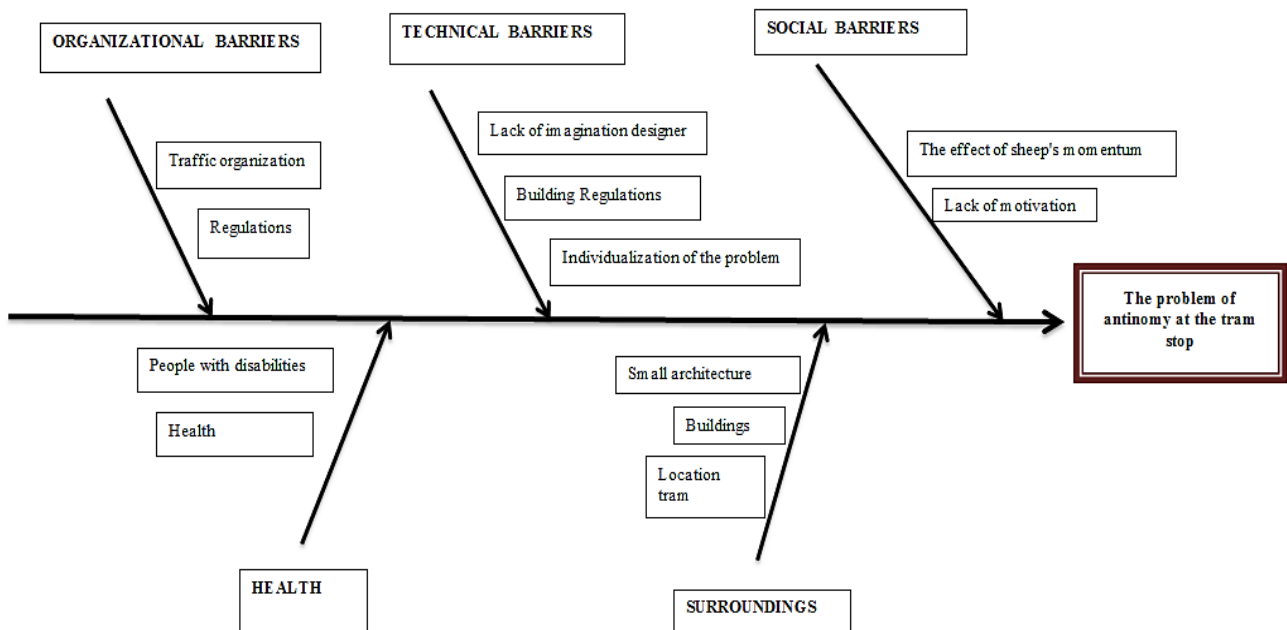 ORGANIZATIONAL BARRIERS
TECHNICAL BARRIERS
SOCIAL BARRIERS
Traffic organization
Regulations
Lack of imagination designer
Building Regulations
Individualization of the problem
The effect of sheep's momentum
Lack of motivation
The problem of
antinomy at the tram
stop
People with disabilities
Health
Small architecture
Buildings
Location
tram
HEALTH
SURROUNDINGS